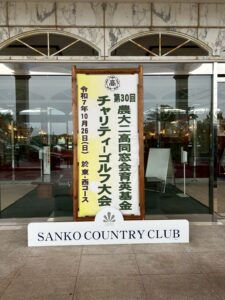 第30回
鹿大二高同窓会育英基金
チャリティーゴルフ大会
令和7年10月26日(日) 於 東・西コース
SANKO COUNTRY CLUB